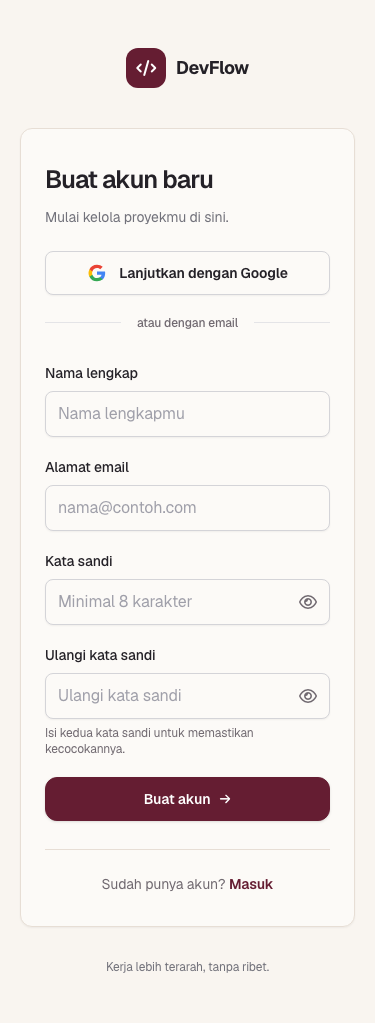 DevFlow
Buat akun baru
Mulai kelola proyekmu di sini.
Lanjutkan dengan Google
atau dengan email
Nama lengkap
Nama lengkapmu
Alamat email
nama@contoh.com
Kata sandi
Minimal 8 karakter
Ulangi kata sandi
Ulangi kata sandi
Isi kedua kata sandi untuk memastikan
kecocokannya.
Buat akun →
Sudah punya akun? Masuk
Kerja lebih terarah, tanpa ribet.